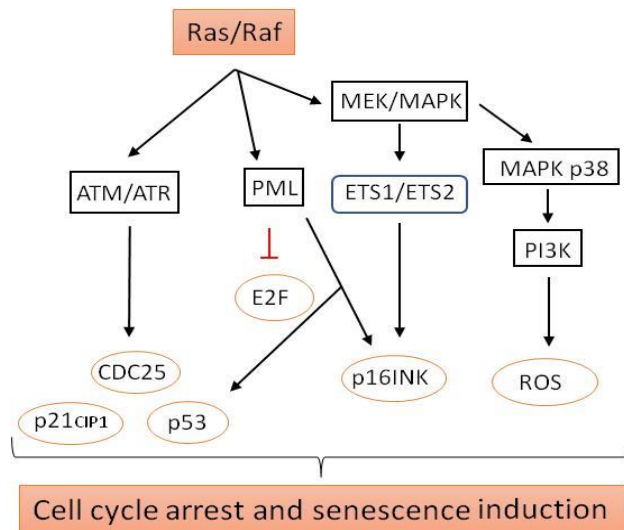 Ras/Raf
MEK/MAPK
ATM/ATR
PML
ETS1/ETS2
MAPK p38
PI3K
E2F
CDC25
p16INK
ROS
p21CIP1
p53
Cell cycle arrest and senescence induction